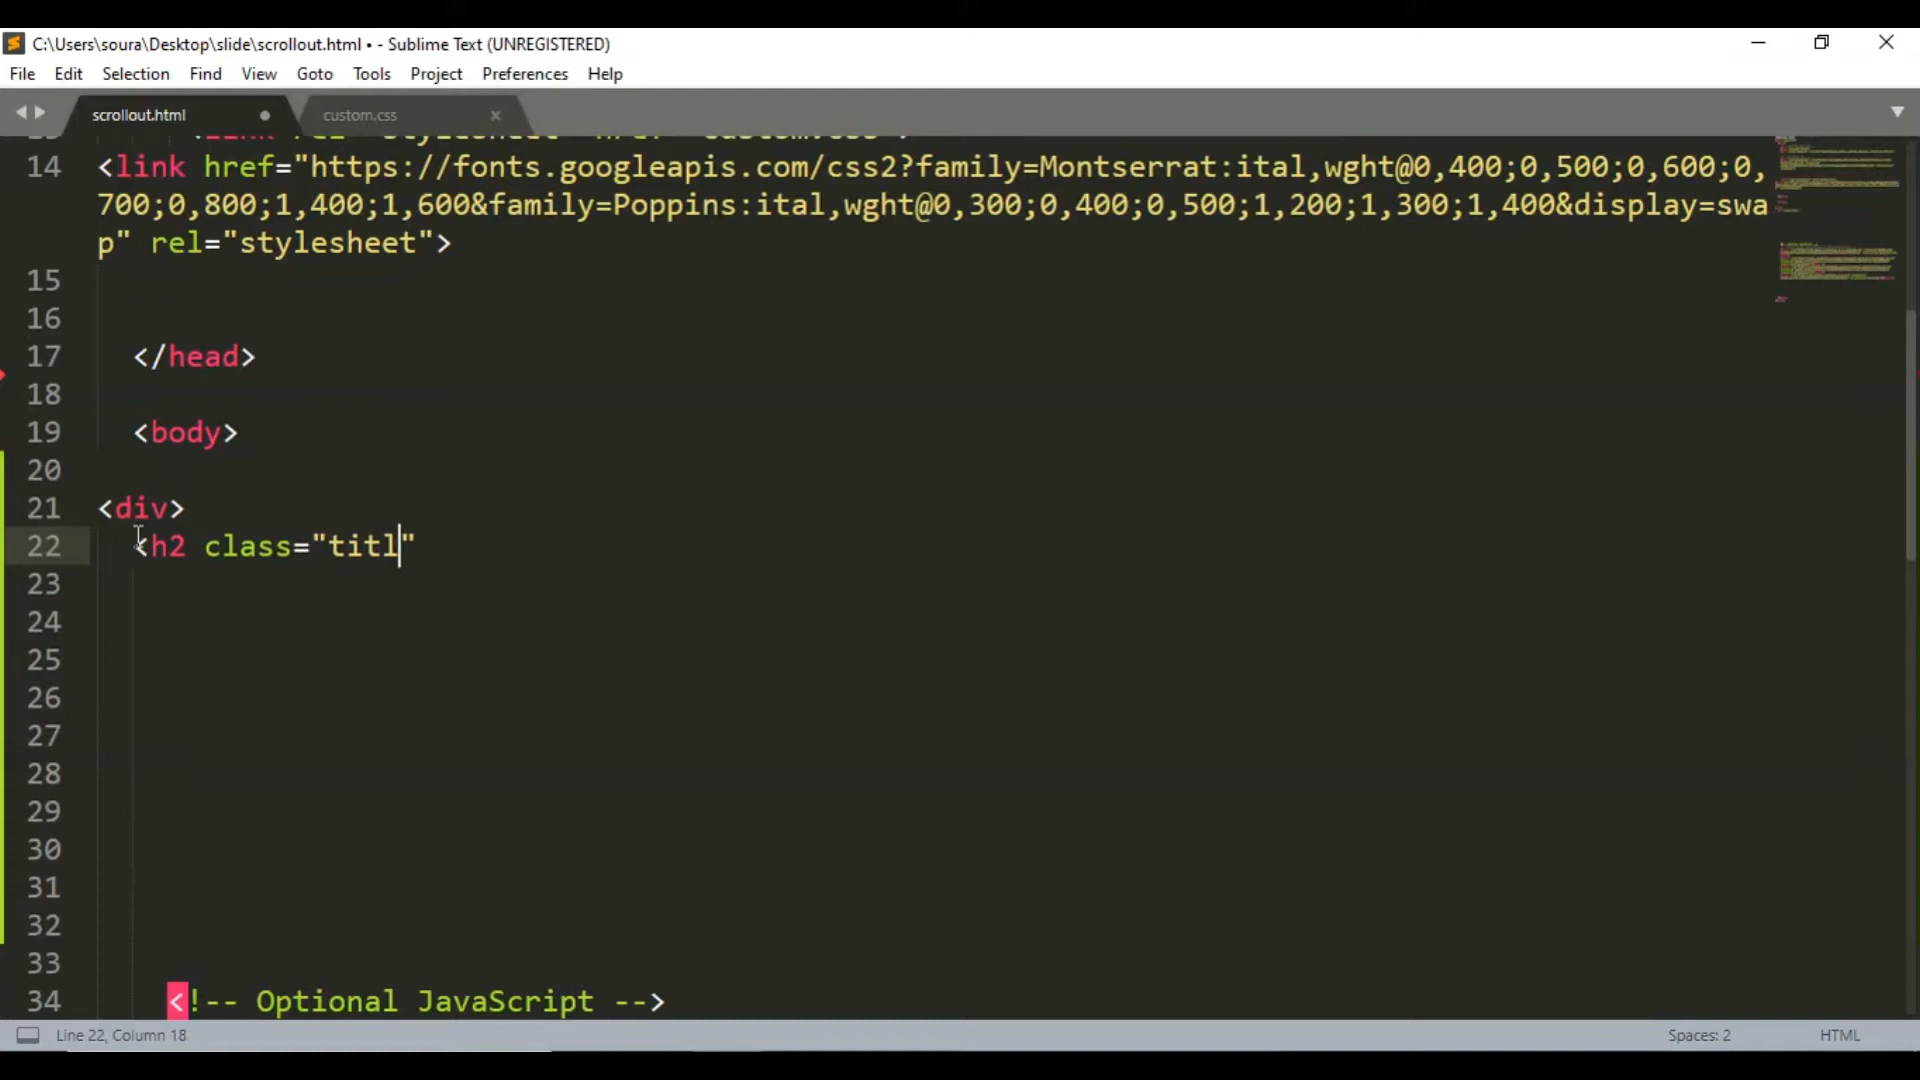 C:\Users\soura\Desktop\slide\scrollout.html • - Sublime Text (UNREGISTERED)
File Edit Selection Find View Goto Tools Project Preferences Help
scrollout.html custom.css
14 <link href="https://fonts.googleapis.com/css2?family=Montserrat:ital,wght@0,400;0,500;0,600;0,
700;0,800;1,400;1,600&family=Poppins:ital,wght@0,300;0,400;0,500;1,200;1,300;1,400&display=swa
p" rel="stylesheet">
15
16
17 </head>
18
19 <body>
20
21 <div>
22 <h2 class="titl"
23
24
25
26
27
28
29
30
31
32
33
34 <!-- Optional JavaScript -->
Line 22, Column 18 Spaces: 2 HTML